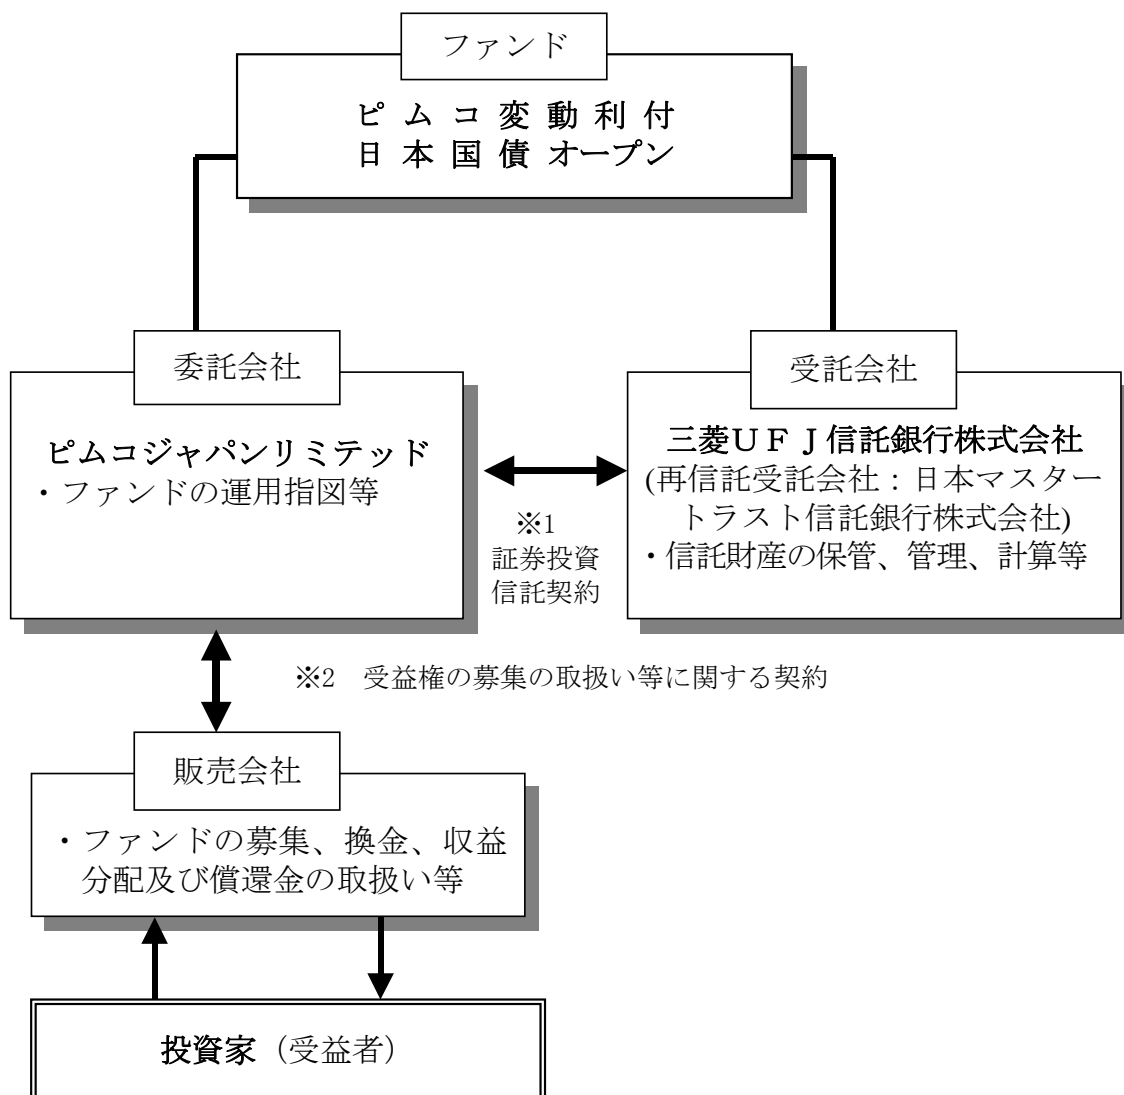 ファンド
ピムコ変動利付
日本国債オープン
委託会社
受託会社
ピムコジャパンリミテッド
・ファンドの運用指図等
三菱UFJ信託銀行株式会社
(再信託受託会社:日本マスター
トラスト信託銀行株式会社)
・信託財産の保管、管理、計算等
※1
証券投資
信託契約
※2 受益権の募集の取扱い等に関する契約
販売会社
・ファンドの募集、換金、収益
分配及び償還金の取扱い等
投資家(受益者)